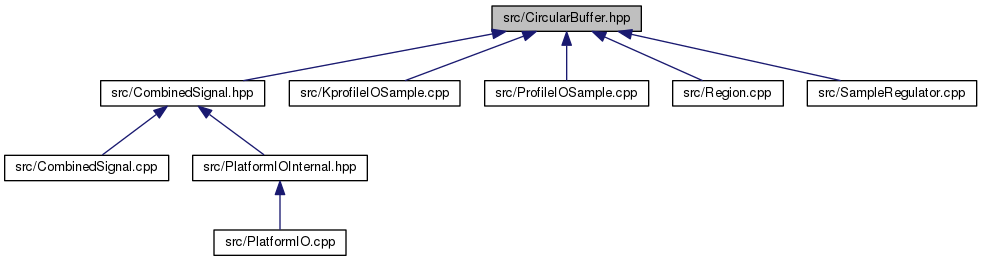 src/CircularBuffer.hpp
src/CombinedSignal.hpp
src/KprofileIOSample.cpp
src/ProfileIOSample.cpp
src/Region.cpp
src/SampleRegulator.cpp
src/CombinedSignal.cpp
src/PlatformIOInternal.hpp
src/PlatformIO.cpp